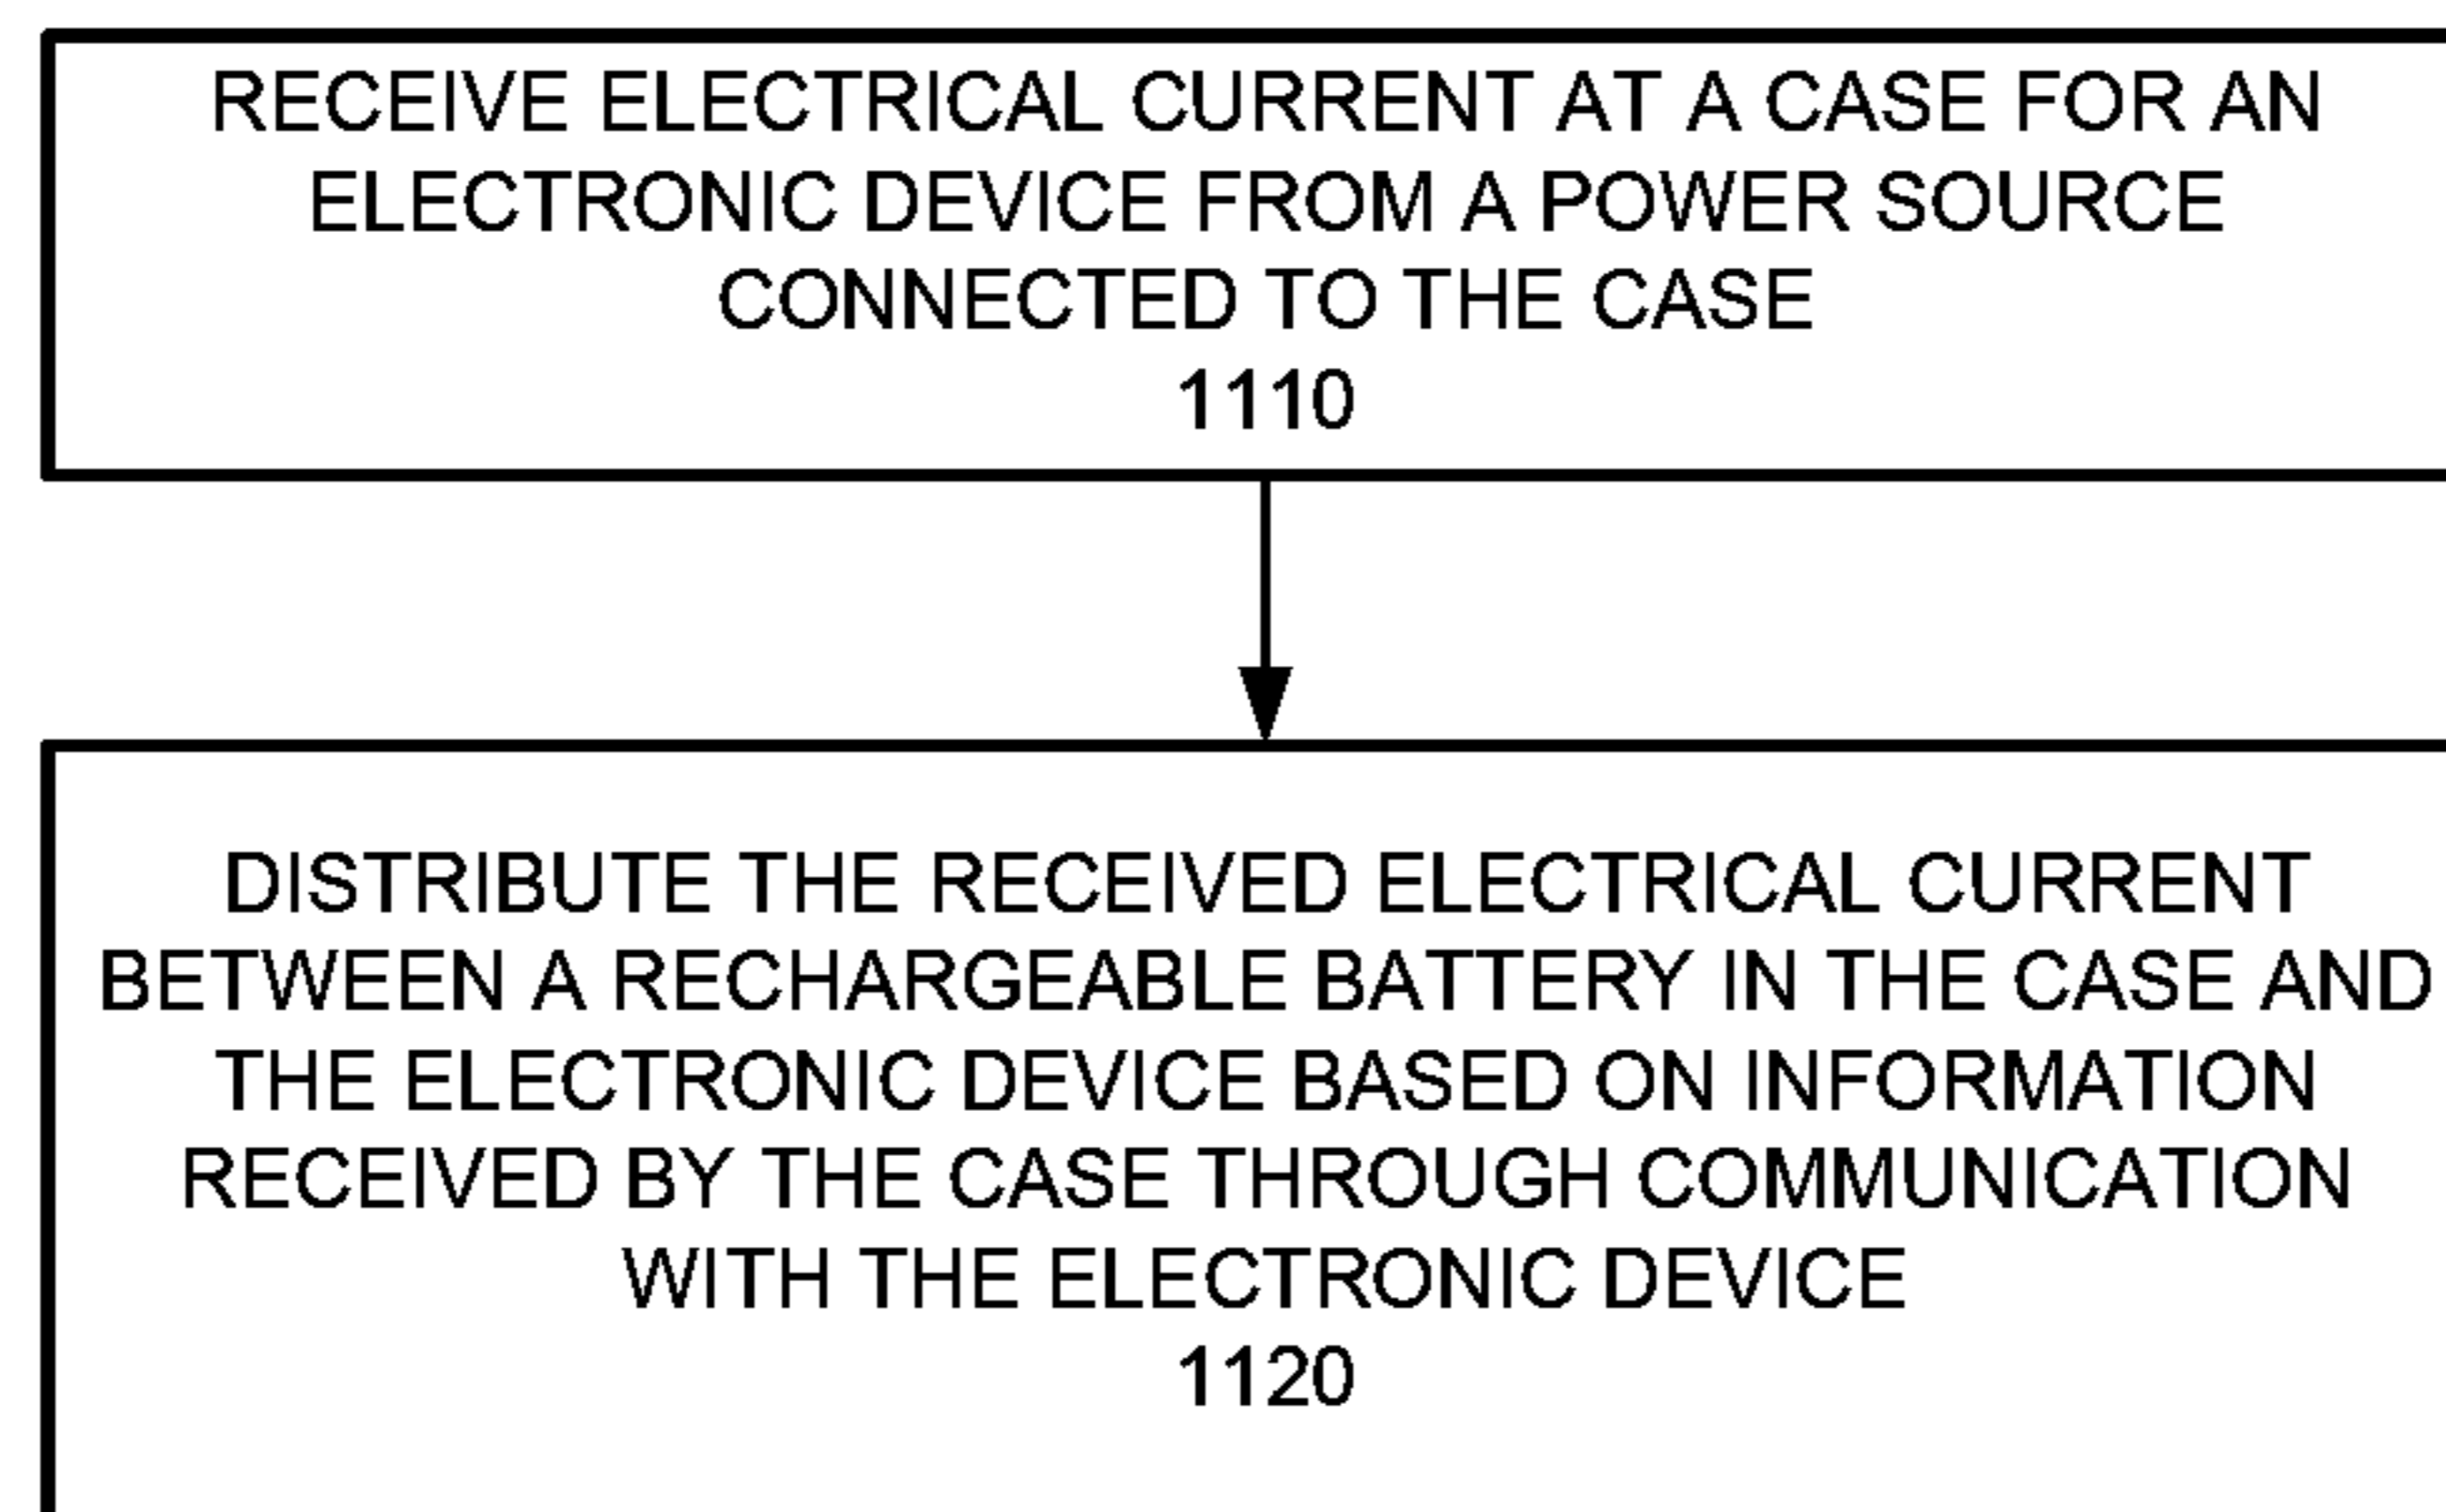 RECEIVE ELECTRICAL CURRENT AT A CASE FOR AN
ELECTRONIC DEVICE FROM A POWER SOURCE
CONNECTED TO THE CASE
1110
DISTRIBUTE THE RECEIVED ELECTRICAL CURRENT
BETWEEN A RECHARGEABLE BATTERY IN THE CASE AND
THE ELECTRONIC DEVICE BASED ON INFORMATION
RECEIVED BY THE CASE THROUGH COMMUNICATION
WITH THE ELECTRONIC DEVICE
1120